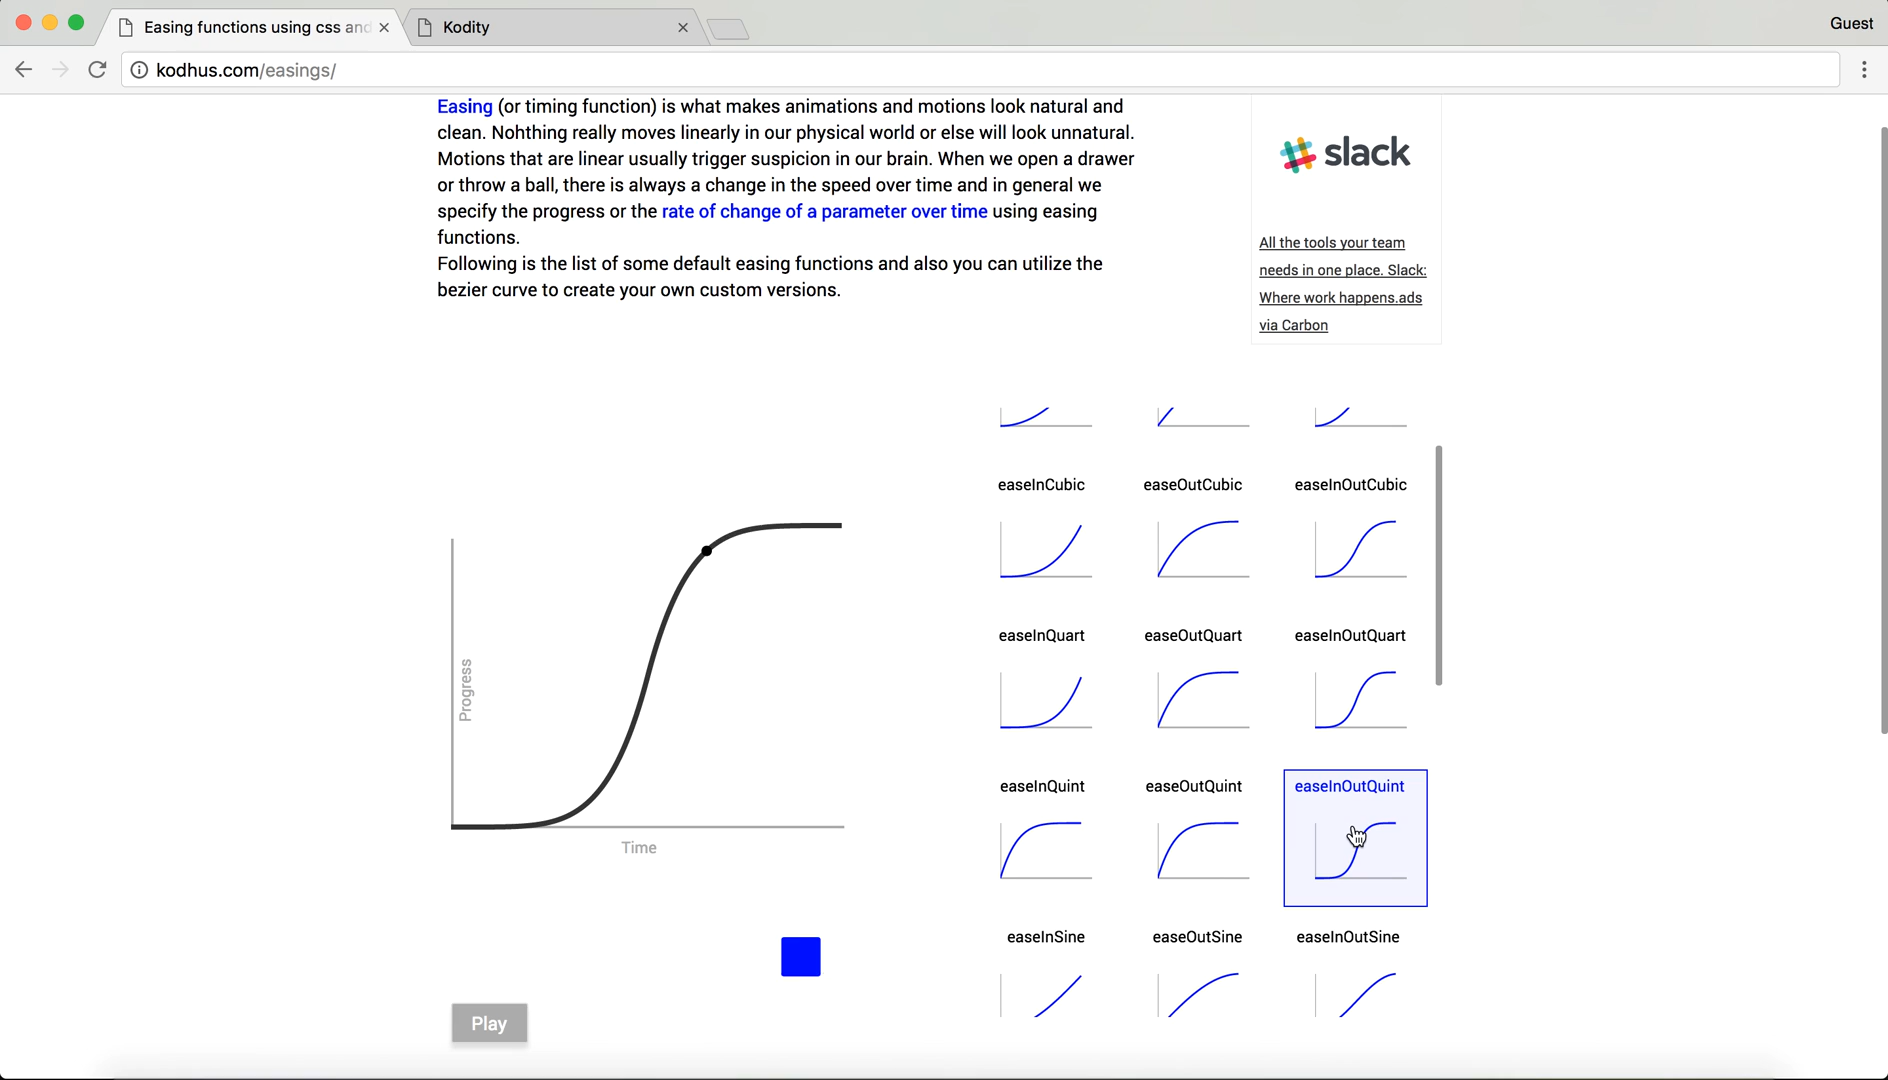 Easing functions using css and
Kodity
Guest
kodhus.com/easings/
Easing (or timing function) is what makes animations and motions look natural and
clean. Nohthing really moves linearly in our physical world or else will look unnatural.
Motions that are linear usually trigger suspicion in our brain. When we open a drawer
or throw a ball, there is always a change in the speed over time and in general we
specify the progress or the rate of change of a parameter over time using easing
functions.
Following is the list of some default easing functions and also you can utilize the
bezier curve to create your own custom versions.
slack
All the tools your team
needs in one place. Slack:
Where work happens.ads
via Carbon
easeInCubic easeOutCubic easeInOutCubic
easeInQuart easeOutQuart easeInOutQuart
easeInQuint easeOutQuint easeInOutQuint
easeInSine easeOutSine easeInOutSine
Progress
Time
Play